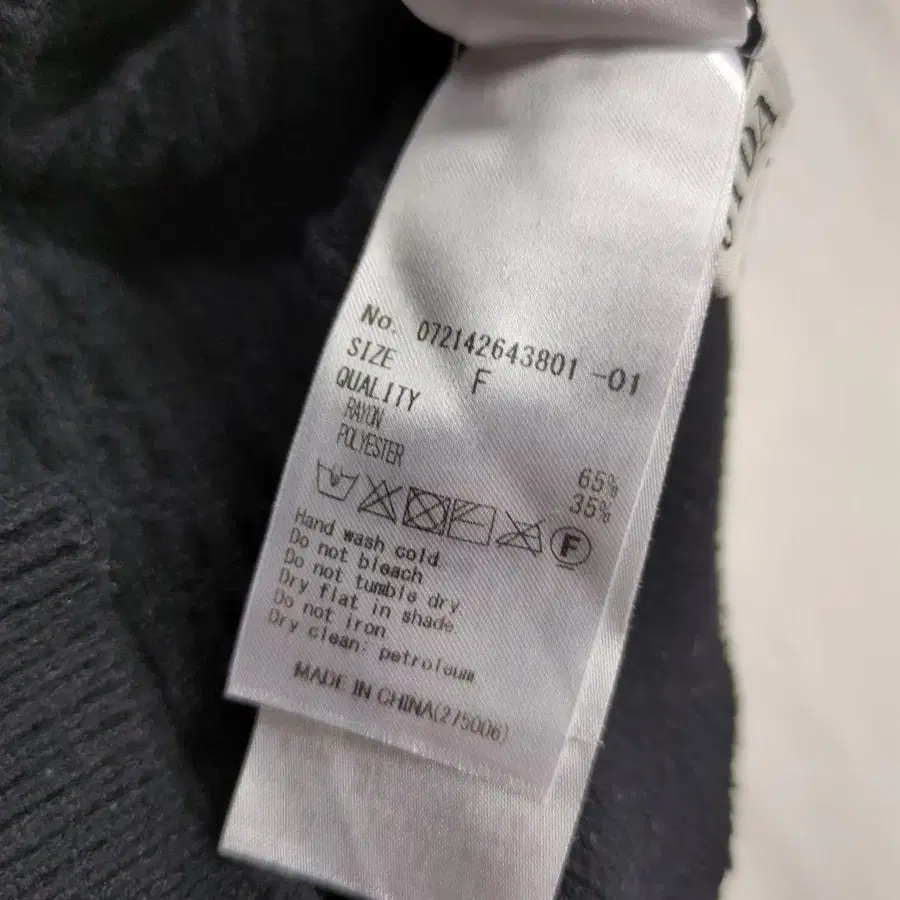 No. 072142643801-01
SIZE F
QUALITY
RAYON 65%
POLYESTER 35%
F
Hand wash cold
Do not bleach
Do not tumble dry
Dry flat in shade
Do not iron
Dry clean: petroleum
MADE IN CHINA(275006)